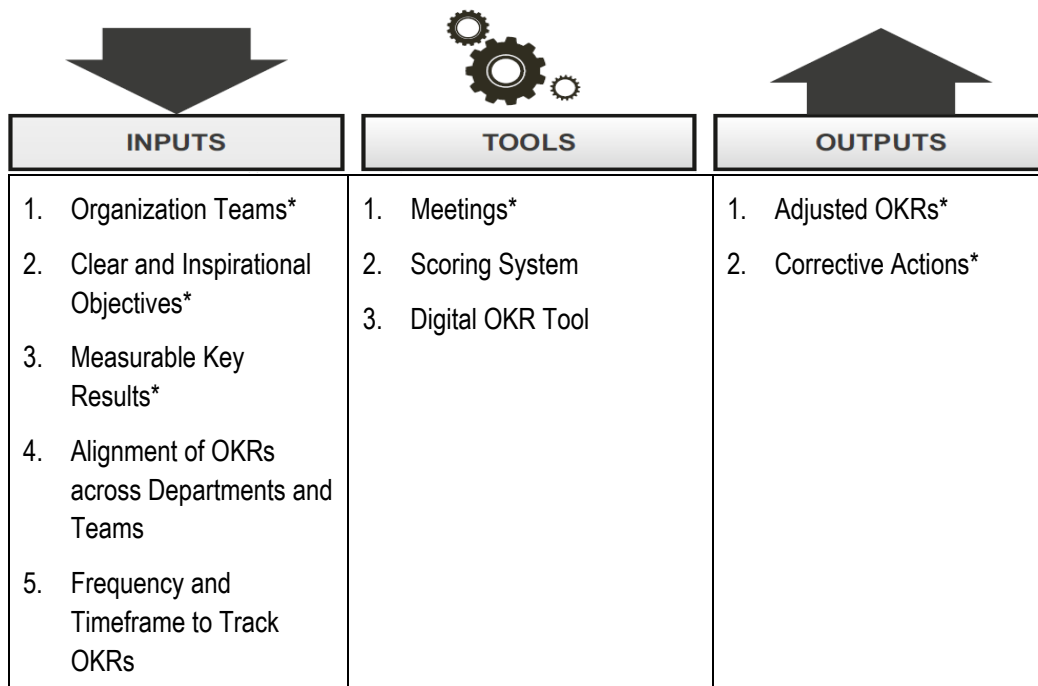 INPUTS
TOOLS
OUTPUTS
1. Organization Teams*
2. Clear and Inspirational
Objectives*
3. Measurable Key
Results*
4. Alignment of OKRs
across Departments and
Teams
5. Frequency and
Timeframe to Track
OKRs
1. Meetings*
2. Scoring System
3. Digital OKR Tool
1. Adjusted OKRs*
2. Corrective Actions*